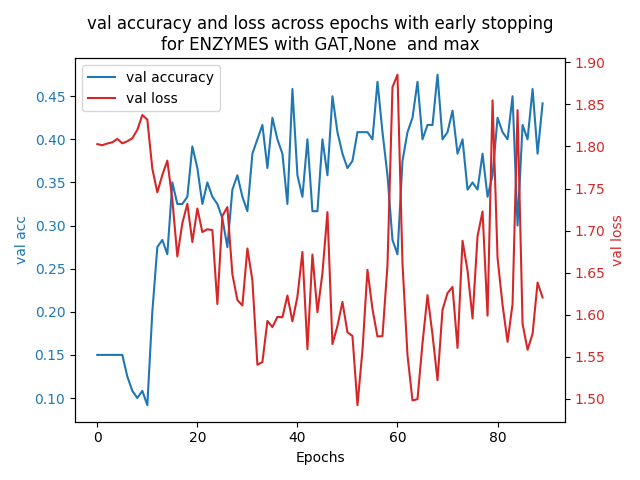 val accuracy and loss across epochs with early stopping
for ENZYMES with GAT,None  and max
val accuracy
val loss
0.45
0.40
0.35
0.30
0.25
0.20
0.15
0.10
val acc
1.90
1.85
1.80
1.75
1.70
1.65
1.60
1.55
1.50
val loss
0 20 40 60 80
Epochs